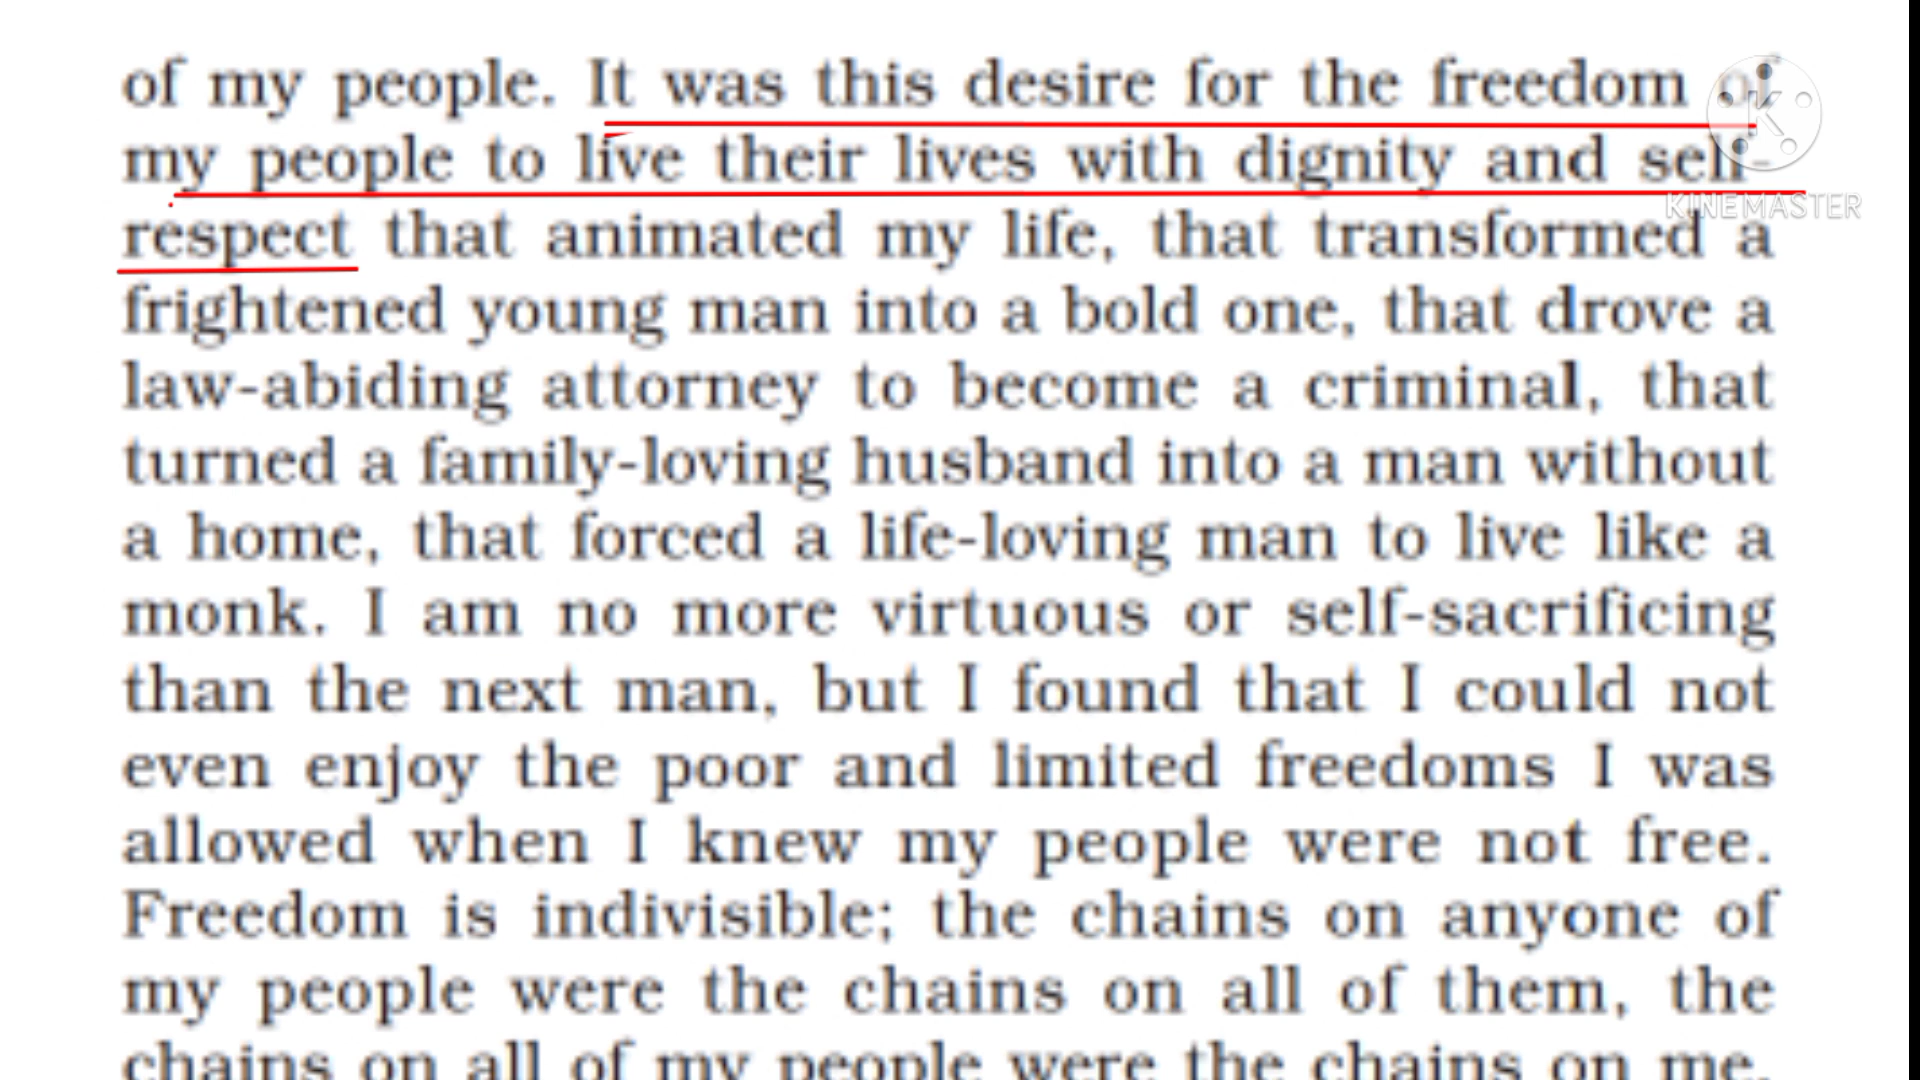 of my people. It was this desire for the freedom of
my people to live their lives with dignity and self-
KINEMASTER
respect that animated my life, that transformed a
frightened young man into a bold one, that drove a
law-abiding attorney to become a criminal, that
turned a family-loving husband into a man without
a home, that forced a life-loving man to live like a
monk. I am no more virtuous or self-sacrificing
than the next man, but I found that I could not
even enjoy the poor and limited freedoms I was
allowed when I knew my people were not free.
Freedom is indivisible; the chains on anyone of
my people were the chains on all of them, the
chains on all of my people were the chains on me.